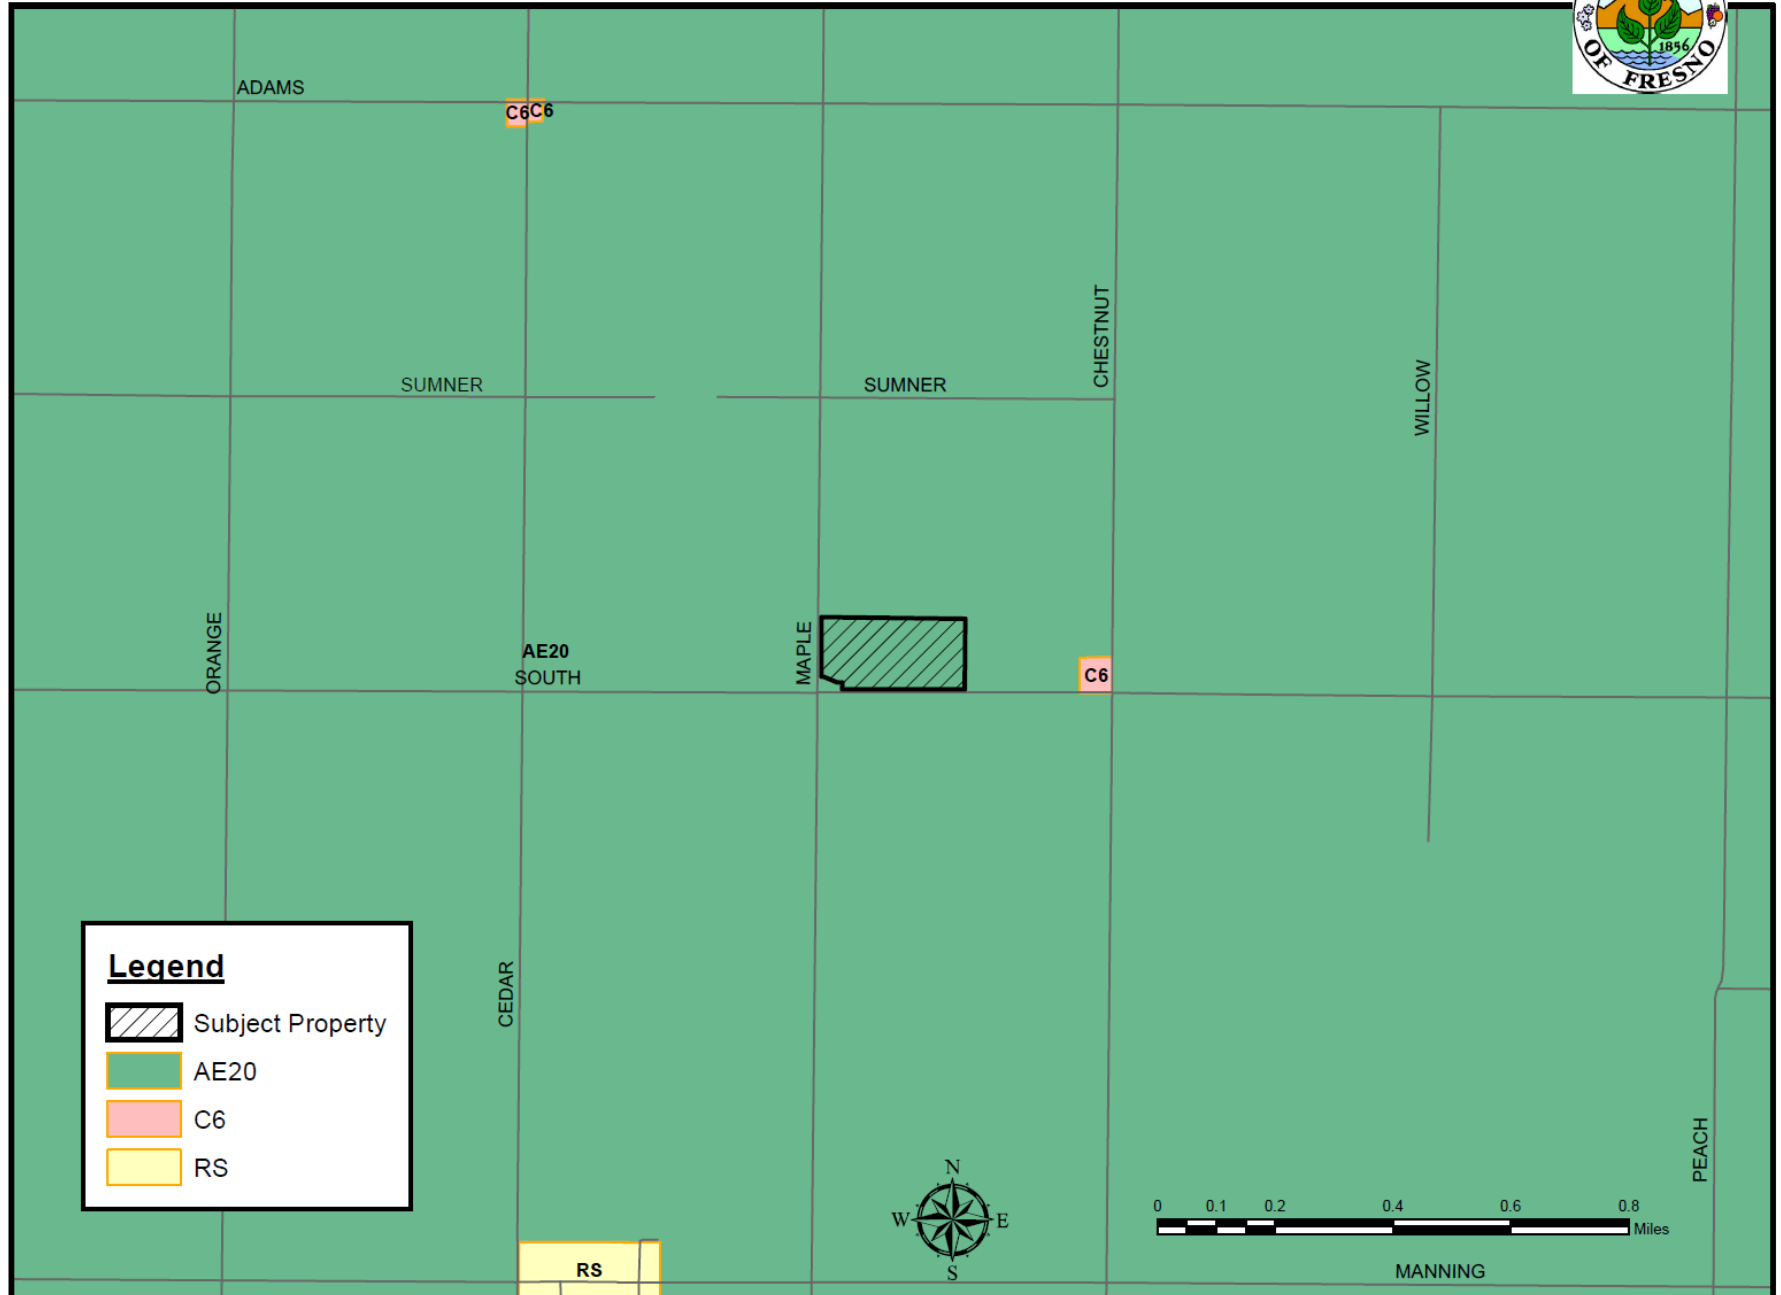 1856
OF FRESNO
ADAMS
C6 C6
SUMNER
SUMNER
CHESTNUT
WILLOW
ORANGE
AE20
SOUTH
MAPLE
C6
CEDAR
PEACH
Legend
Subject Property
AE20
C6
RS
N
W E
S
0 0.1 0.2 0.4 0.6 0.8
Miles
RS
MANNING